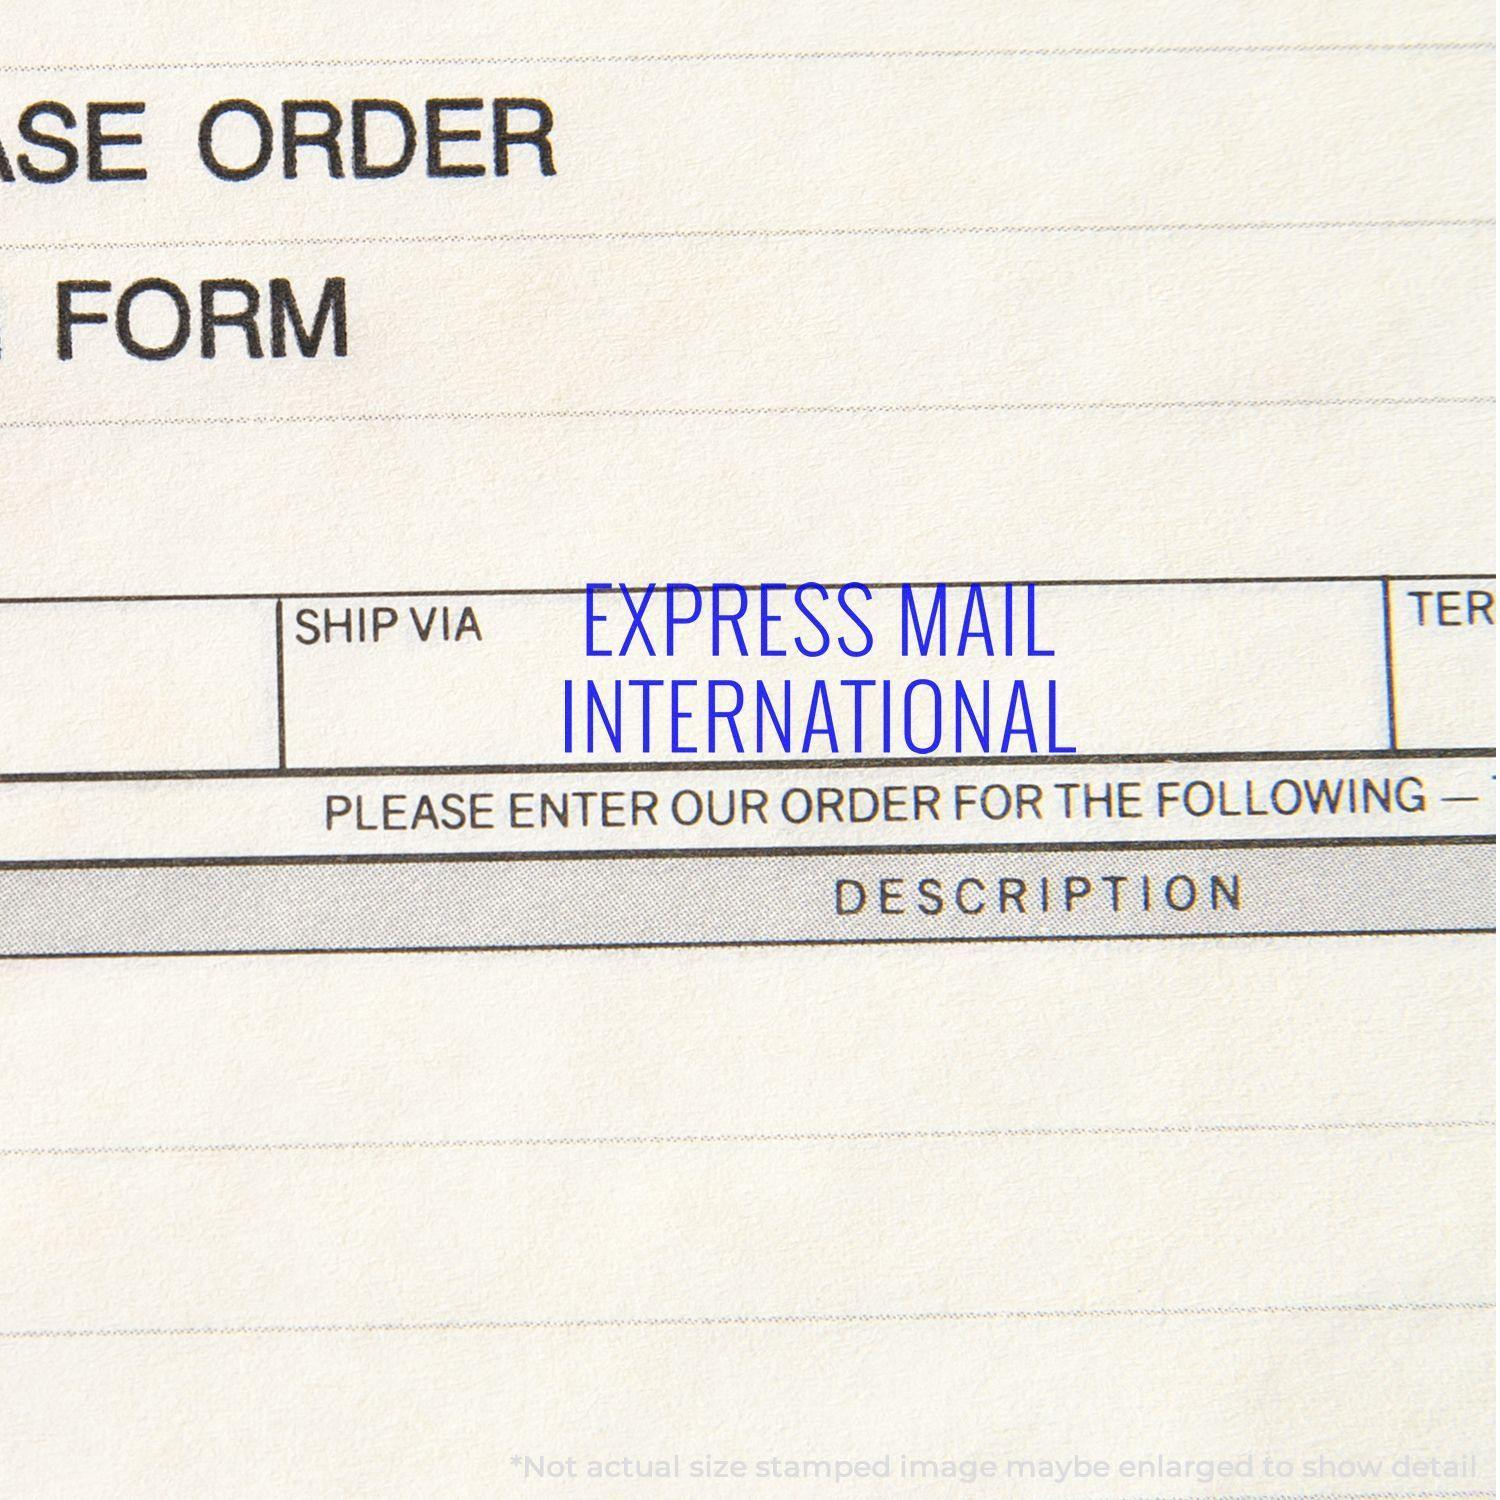 ASE ORDER
FORM
SHIP VIA
EXPRESS MAIL
INTERNATIONAL
TER
PLEASE ENTER OUR ORDER FOR THE FOLLOWING —
DESCRIPTION
*Not actual size stamped image maybe enlarged to show detail